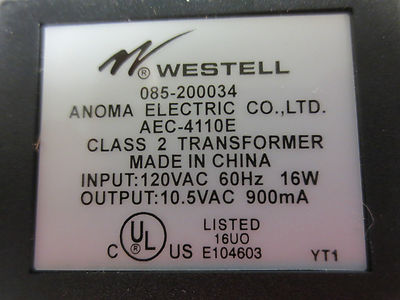 ® WESTELL
085-200034
ANOMA ELECTRIC CO.,LTD.
AEC-4110E
CLASS 2 TRANSFORMER
MADE IN CHINA
INPUT:120VAC 60Hz 16W
OUTPUT:10.5VAC 900mA
C UL US ® LISTED
16UO
E104603
YT1